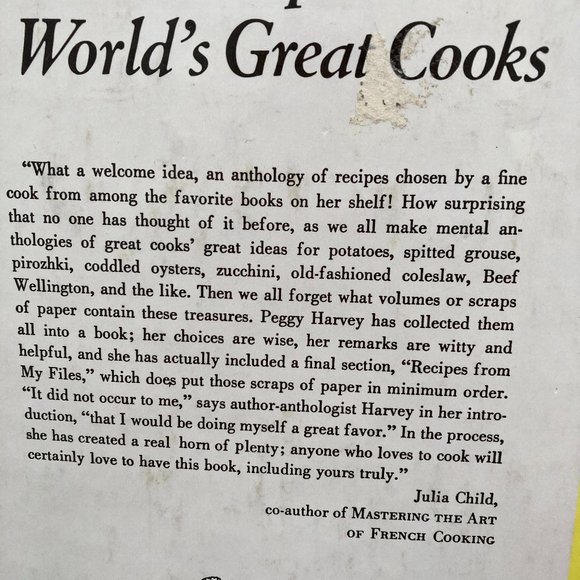 World's Great Cooks
"What a welcome idea, an anthology of recipes chosen by a fine
cook from among the favorite books on her shelf! How surprising
that no one has thought of it before, as we all make mental an-
thologies of great cooks' great ideas for potatoes, spitted grouse,
pirozhki, coddled oysters, zucchini, old-fashioned coleslaw, Beef
Wellington, and the like. Then we all forget what volumes or scraps
of paper contain these treasures. Peggy Harvey has collected them
all into a book; her choices are wise, her remarks are witty and
helpful, and she has actually included a final section, "Recipes from
My Files," which does put those scraps of paper in minimum order.
"It did not occur to me," says author-anthologist Harvey in her intro-
duction, "that I would be doing myself a great favor." In the process,
she has created a real horn of plenty; anyone who loves to cook will
certainly love to have this book, including yours truly."
Julia Child,
co-author of MASTERING THE ART
OF FRENCH COOKING